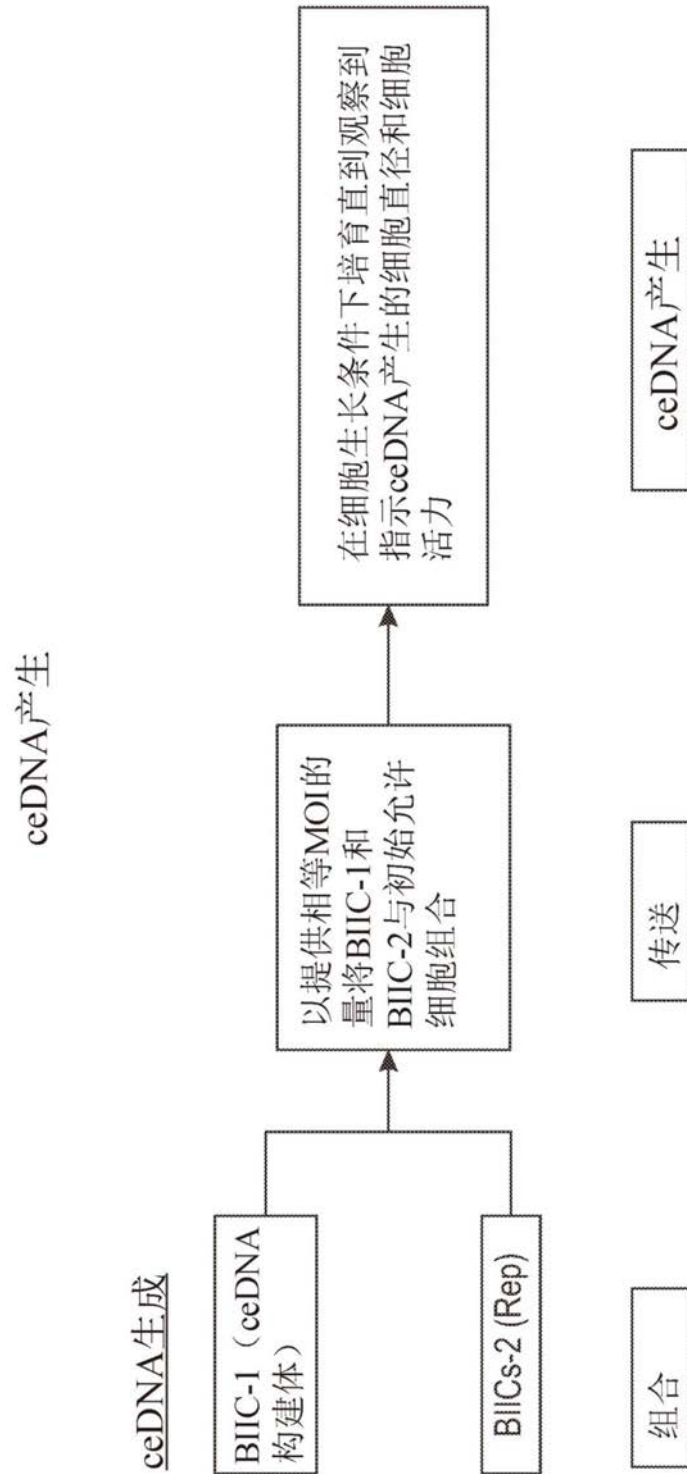 ceDNA产生
ceDNA生成
BIIC-1（ceDNA
构建体）
BIICs-2 (Rep)
以提供相等MOI的
量将BIIC-1和
BIIC-2与初始允许
细胞组合
在细胞生长条件下培育直到观察到
指示ceDNA产生的细胞直径和细胞
活力
组合
传送
ceDNA产生